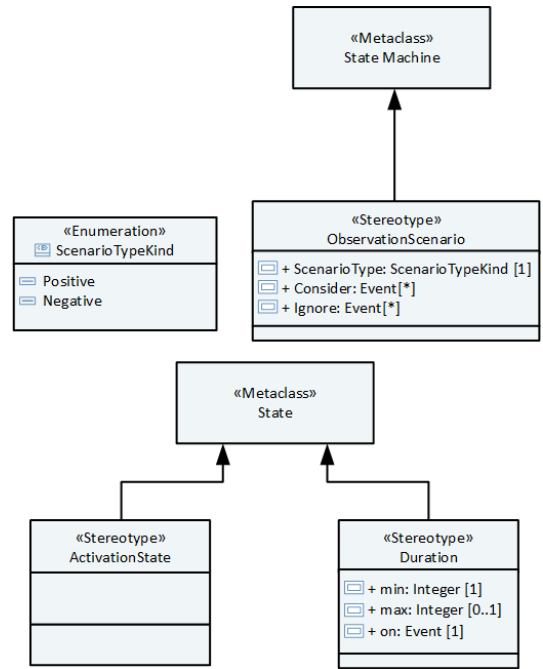 «Metaclass»
State Machine
«Enumeration»
ScenarioTypeKind
Positive
Negative
«Stereotype»
ObservationScenario
+ ScenarioType: ScenarioTypeKind [1]
+ Consider: Event[*]
+ Ignore: Event[*]
«Metaclass»
State
«Stereotype»
ActivationState
«Stereotype»
Duration
+ min: Integer [1]
+ max: Integer [0..1]
+ on: Event [1]